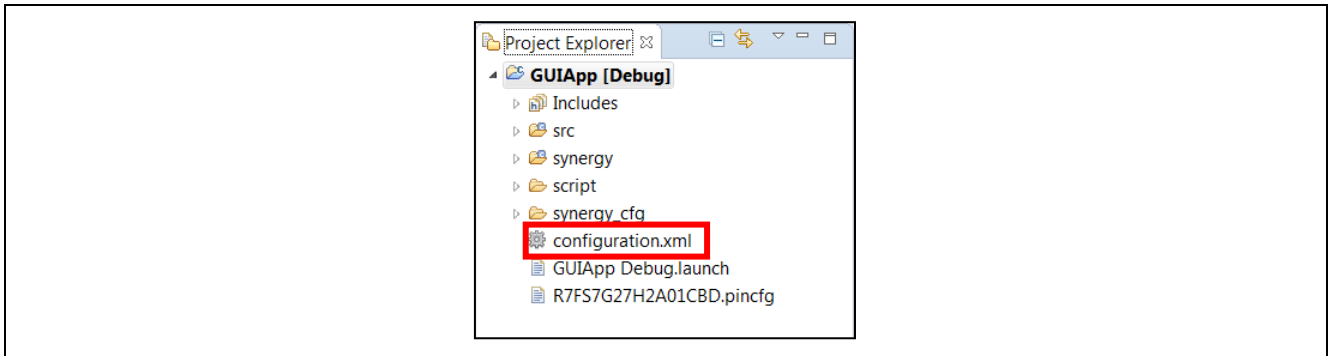 Project Explorer
GUIApp [Debug]
Includes
src
synergy
script
synergy_cfg
configuration.xml
GUIApp Debug.launch
R7FS7G27H2A01CBD.pincfg